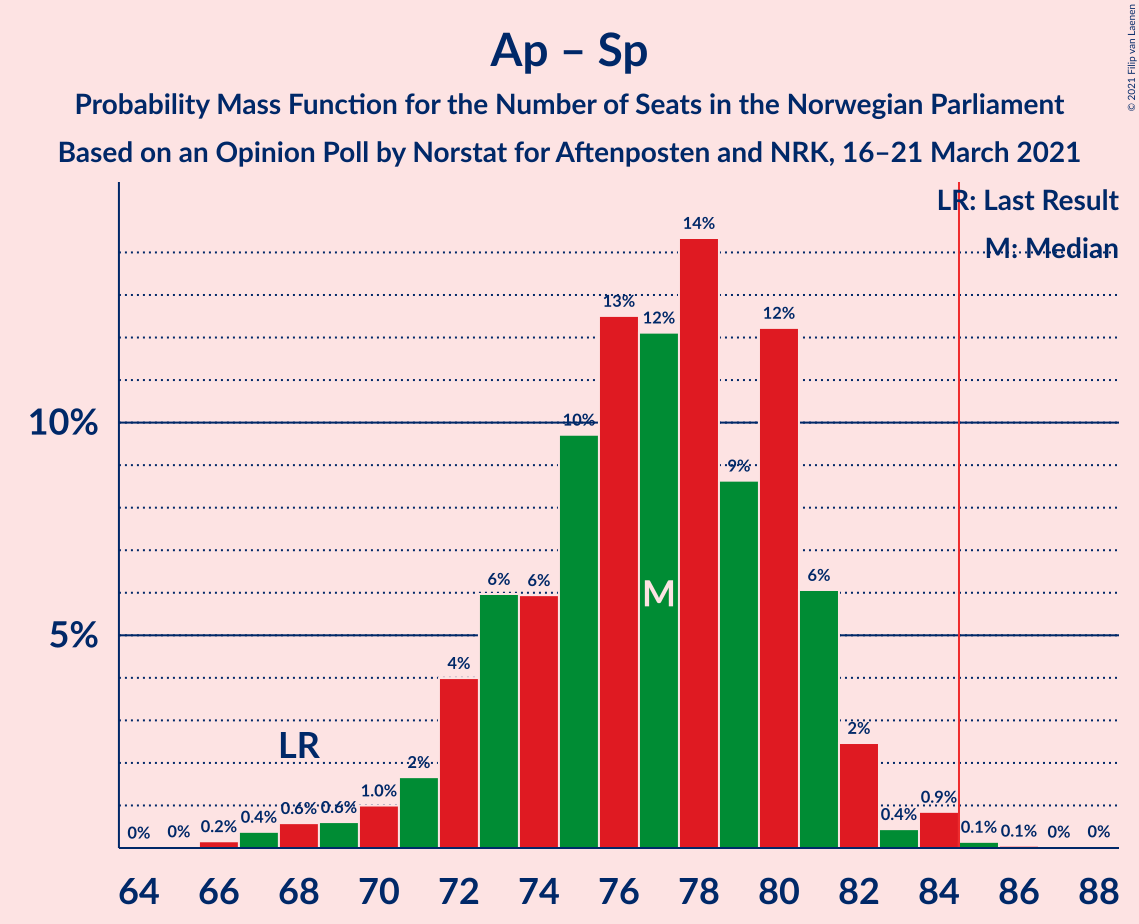 © 2021 Filip van Laenen
Ap – Sp
Probability Mass Function for the Number of Seats in the Norwegian Parliament
Based on an Opinion Poll by Norstat for Aftenposten and NRK, 16–21 March 2021
LR: Last Result
M: Median
10%
5%
0% 0% 0.2% 0.4% 0.6% 0.6% 1.0% 2% 4% 6% 6% 10% 13% 12% 14% 9% 12% 6% 2% 0.4% 0.9% 0.1% 0.1% 0% 0%
LR
M
64 66 68 70 72 74 76 78 80 82 84 86 88